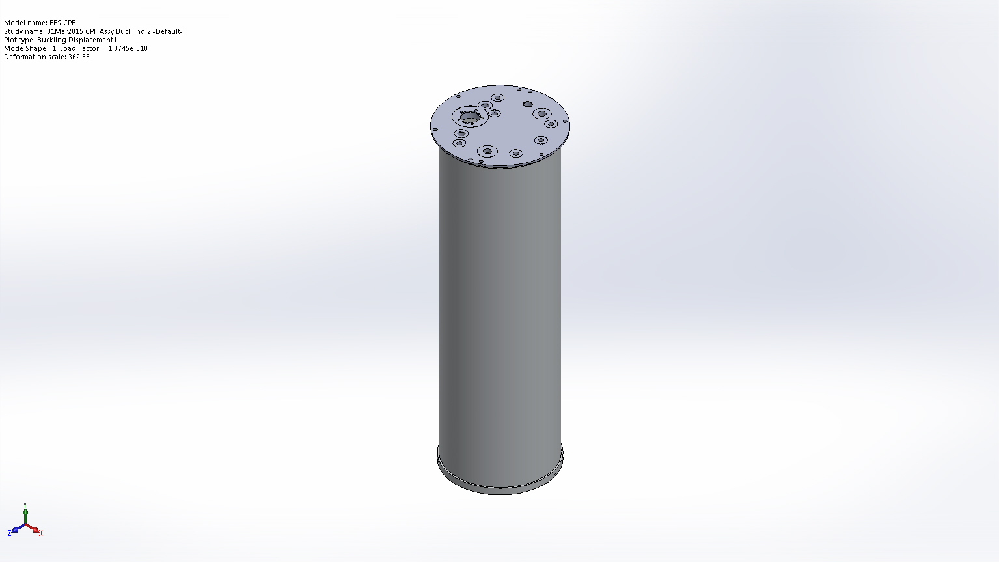 Model name: FFS CPF
Study name: 31Mar2015 CPF Assy Buckling 2(-Default-)
Plot type: Buckling Displacement1
Mode Shape : 1  Load Factor =  1.8745e-010
Deformation scale: 362.83
Y
Z
X